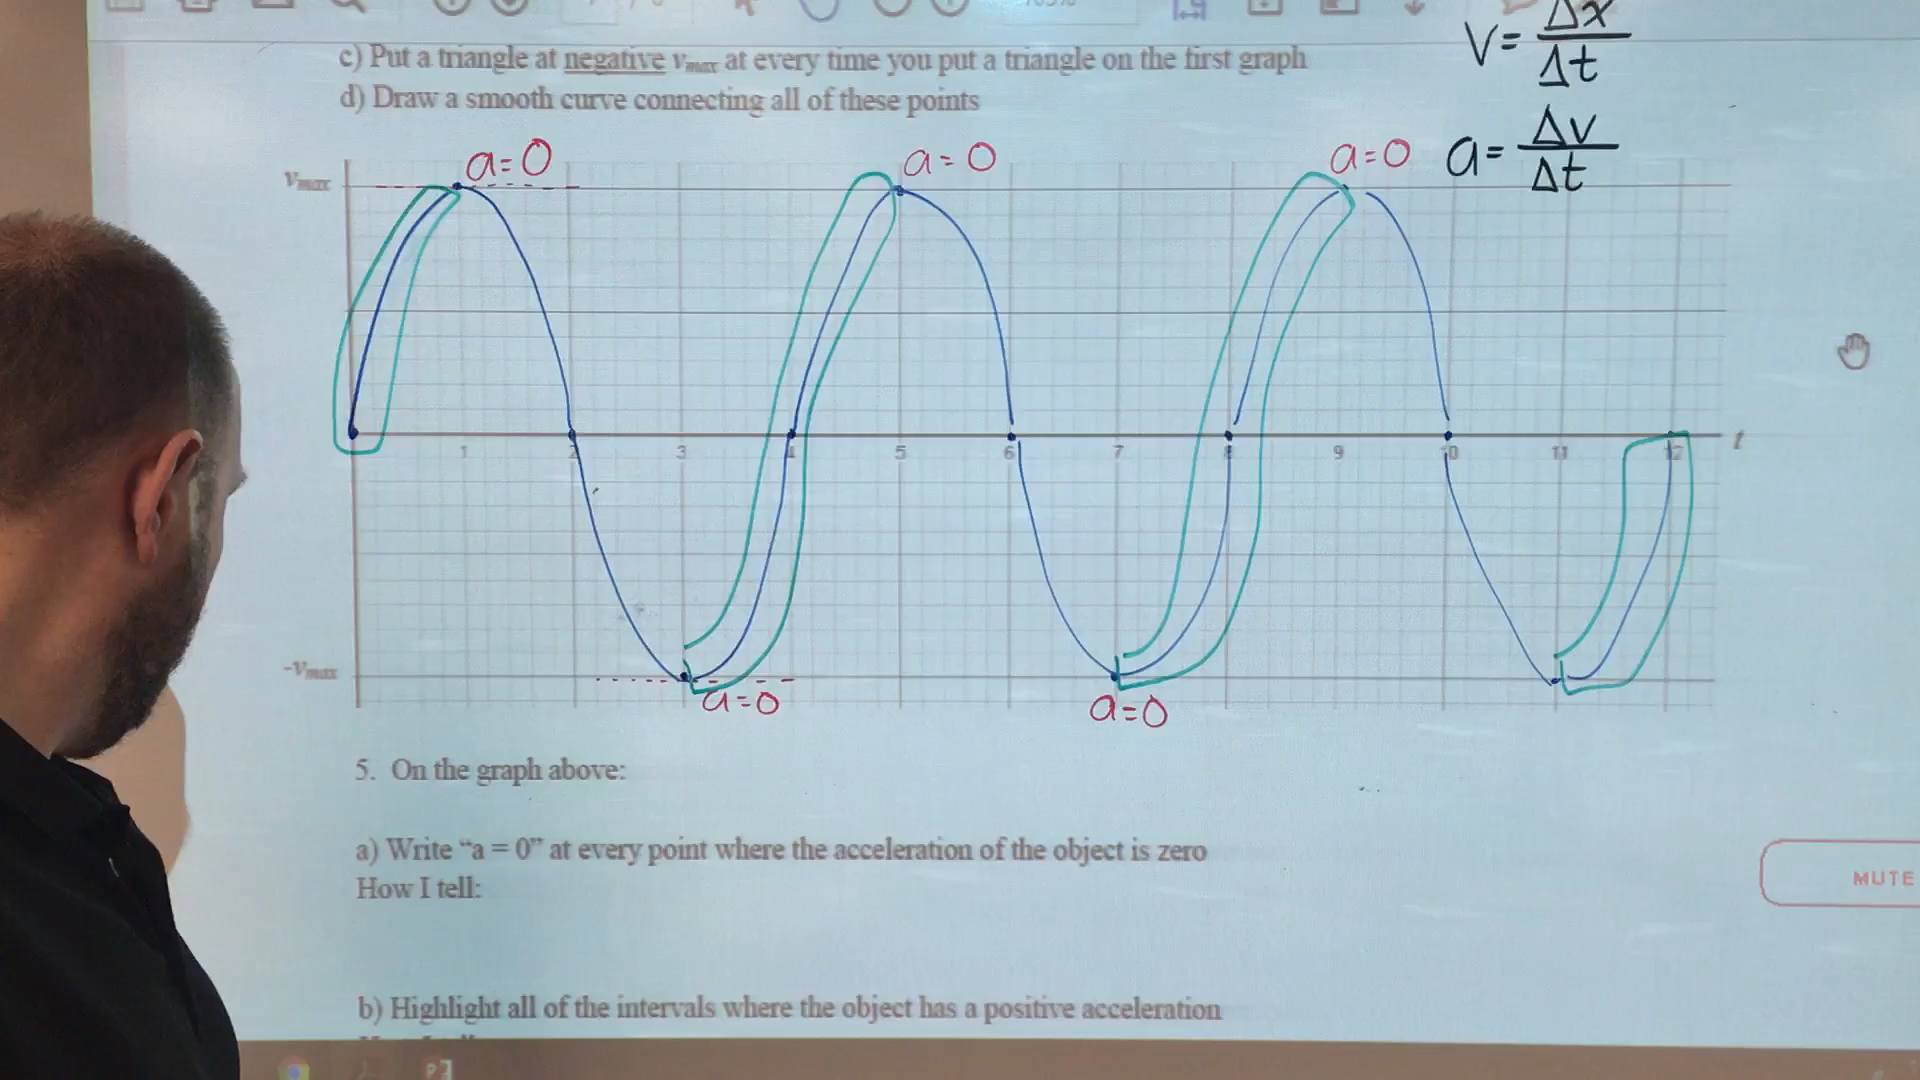 c) Put a triangle at negative vmax at every time you put a triangle on the first graph
d) Draw a smooth curve connecting all of these points
V = Δx / Δt
a = Δv / Δt
a=0 a=0 a=0
vmax
1 2 3 4 5 6 7 8 9 10 11 12 t
-vmax
a=0 a=0
5. On the graph above:
a) Write “a = 0” at every point where the acceleration of the object is zero
How I tell:
MUTE
b) Highlight all of the intervals where the object has a positive acceleration